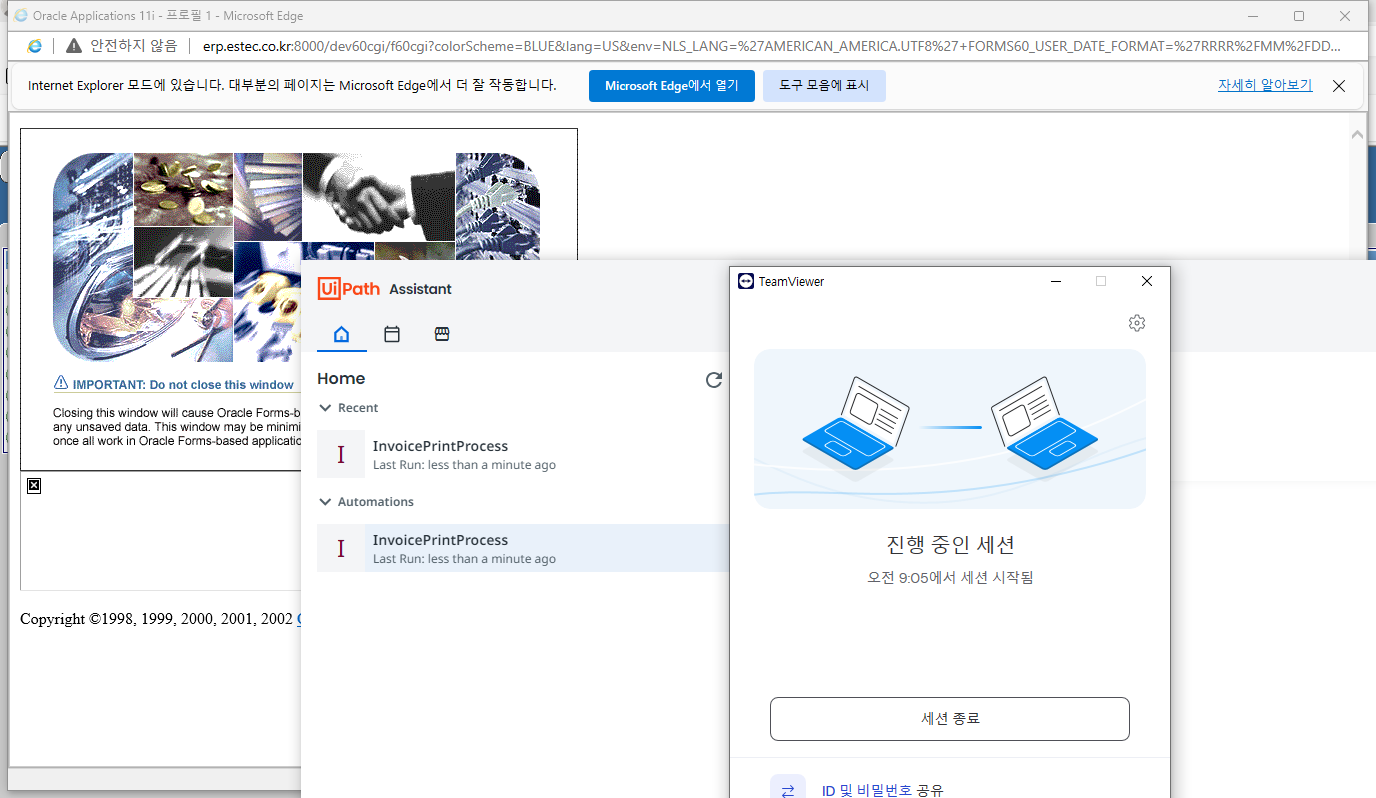 Oracle Applications 11i - 프로필 1 - Microsoft Edge
안전하지 않음
erp.estec.co.kr:8000/dev60cgi/f60cgi?colorScheme=BLUE&lang=US&env=NLS_LANG=%27AMERICAN_AMERICA.UTF8%27+FORMS60_USER_DATE_FORMAT=%27RRRR%2FMM%2FDD...
Internet Explorer 모드에 있습니다. 대부분의 페이지는 Microsoft Edge에서 더 잘 작동합니다.
Microsoft Edge에서 열기
도구 모음에 표시
자세히 알아보기
IMPORTANT: Do not close this window
Closing this window will cause Oracle Forms-b
any unsaved data. This window may be minimi
once all work in Oracle Forms-based applicatio
Copyright ©1998, 1999, 2000, 2001, 2002
UiPath Assistant
Home
Recent
I
InvoicePrintProcess
Last Run: less than a minute ago
Automations
I
InvoicePrintProcess
Last Run: less than a minute ago
TeamViewer
진행 중인 세션
오전 9:05에서 세션 시작됨
세션 종료
ID 및 비밀번호 공유